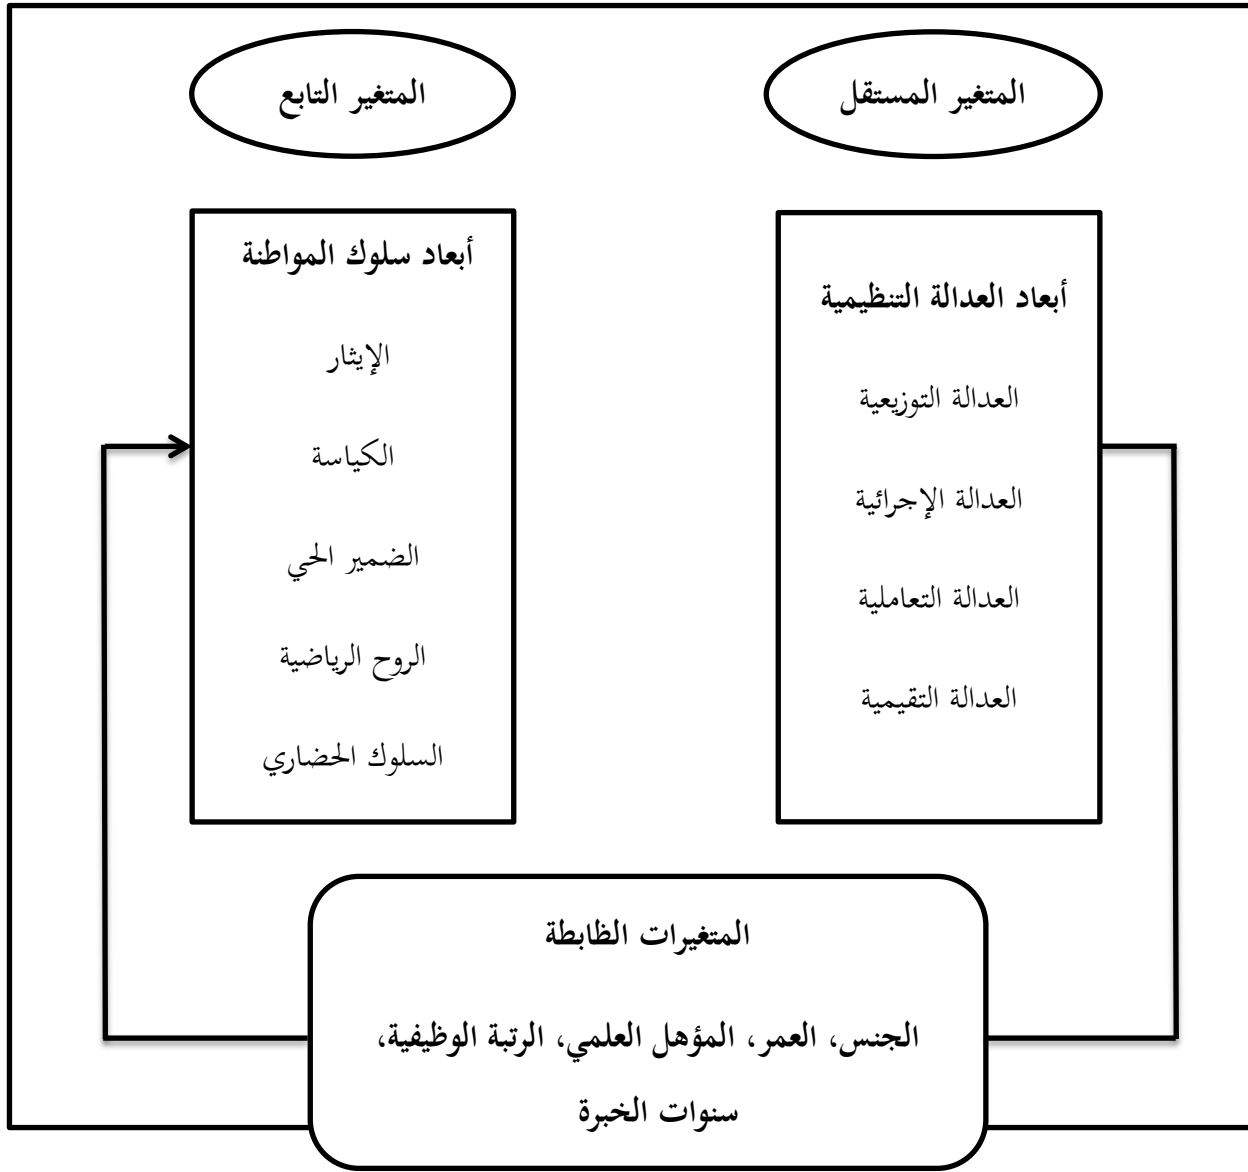 المتغير المستقل
المتغير التابع
أبعاد العدالة التنظيمية
العدالة التوزيعية
العدالة الإجرائية
العدالة التعاملية
العدالة التقيمية
أبعاد سلوك المواطنة
الإيثار
الكياسة
الضمير الحي
الروح الرياضية
السلوك الحضاري
المتغيرات الظابطة
الجنس، العمر، المؤهل العلمي، الرتبة الوظيفية،
سنوات الخبرة